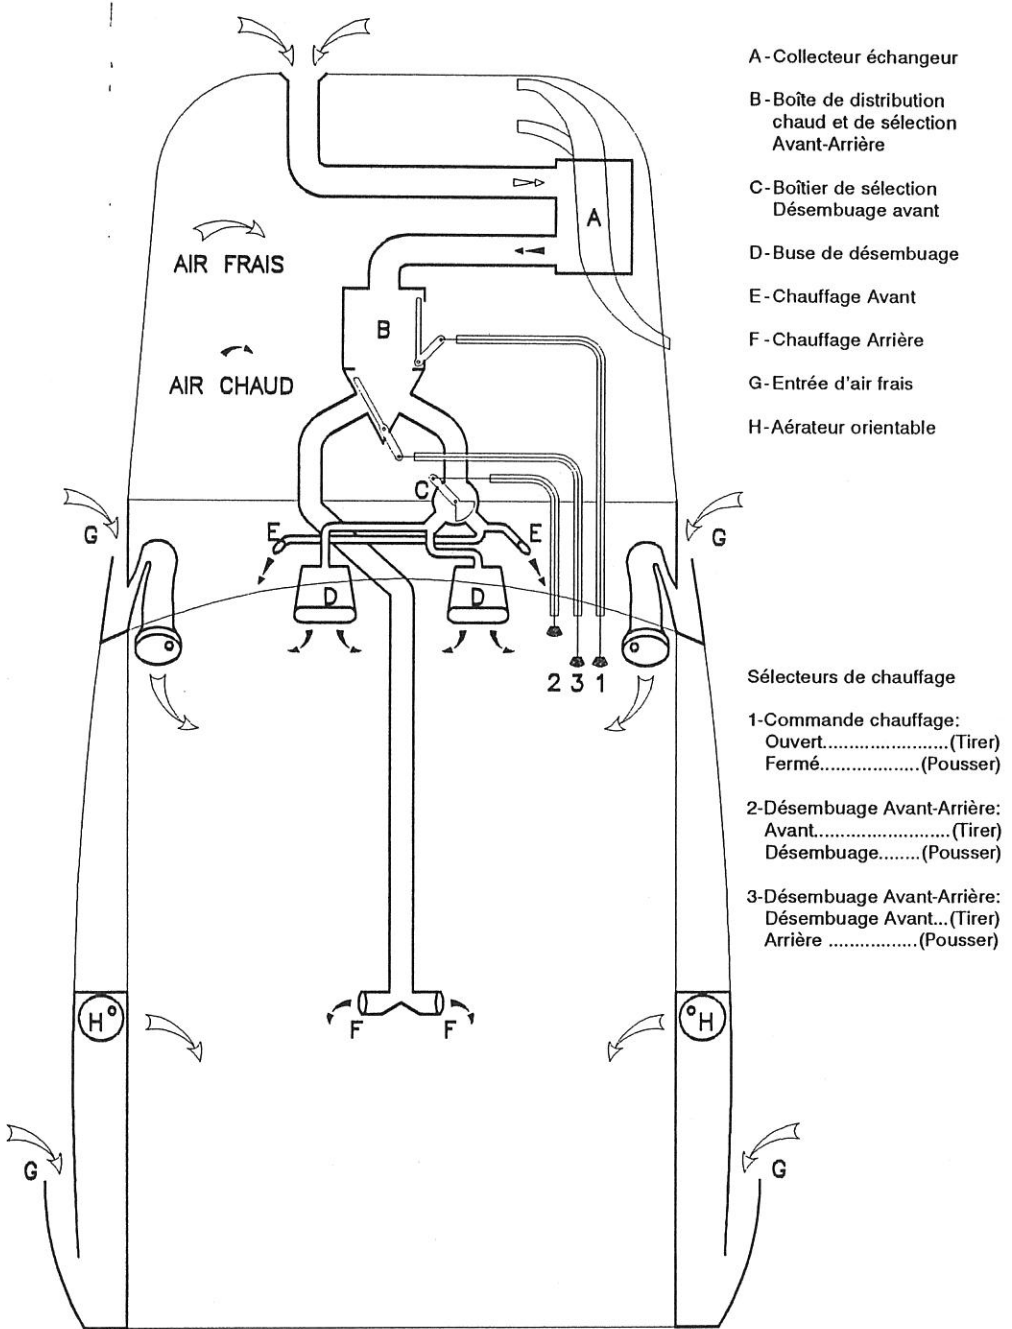 A-Collecteur échangeur
B-Boîte de distribution
chaud et de sélection
Avant-Arrière
C-Boîtier de sélection
Désembuage avant
D-Buse de désembuage
E-Chauffage Avant
F-Chauffage Arrière
G-Entrée d'air frais
H-Aérateur orientable
A
AIR FRAIS
B
AIR CHAUD
C
G
E
E
G
D
D
2 3 1
Sélecteurs de chauffage
1-Commande chauffage:
Ouvert........................(Tirer)
Fermé...................(Pousser)
2-Désembuage Avant-Arrière:
Avant..........................(Tirer)
Désembuage........(Pousser)
3-Désembuage Avant-Arrière:
Désembuage Avant...(Tirer)
Arrière .................(Pousser)
H
F
F
H
G
G